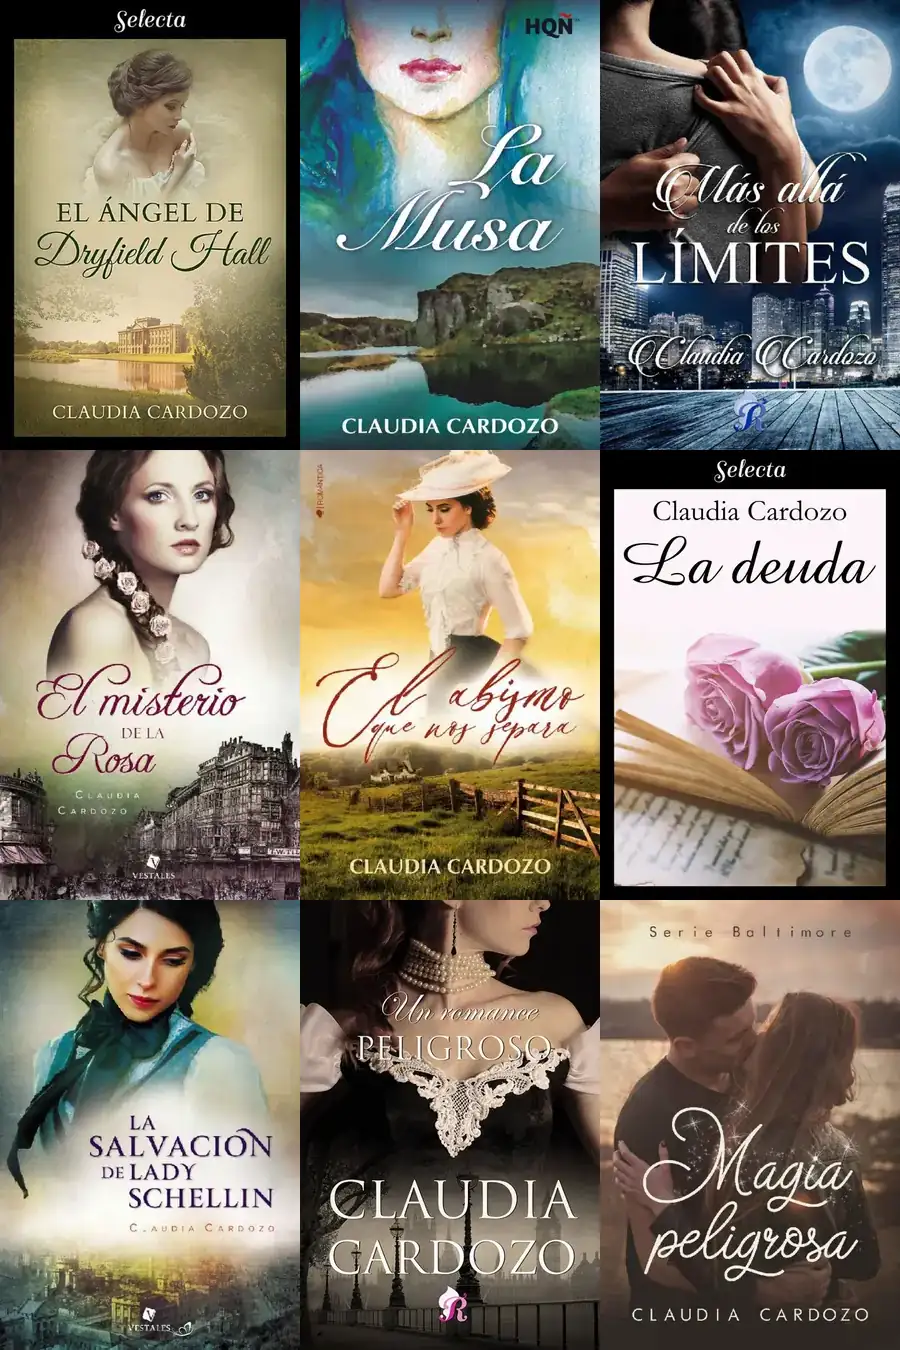 Selecta
EL ÁNGEL DE
Dryfield Hall
CLAUDIA CARDOZO
HQÑ
La
Musa
CLAUDIA CARDOZO
Más allá
de los
LÍMITES
Claudia Cardozo
R
El misterio
DE LA
Rosa
CLAUDIA
CARDOZO
VESTALES
ROMÁNTICA
El abismo
que nos separa
CLAUDIA CARDOZO
Selecta
Claudia Cardozo
La deuda
LA
SALVACIÓN
DE LADY
SCHELLIN
CLAUDIA CARDOZO
VESTALES
Un romance
PELIGROSO
CLAUDIA
CARDOZO
R
Serie Baltimore
Magia
peligrosa
CLAUDIA CARDOZO